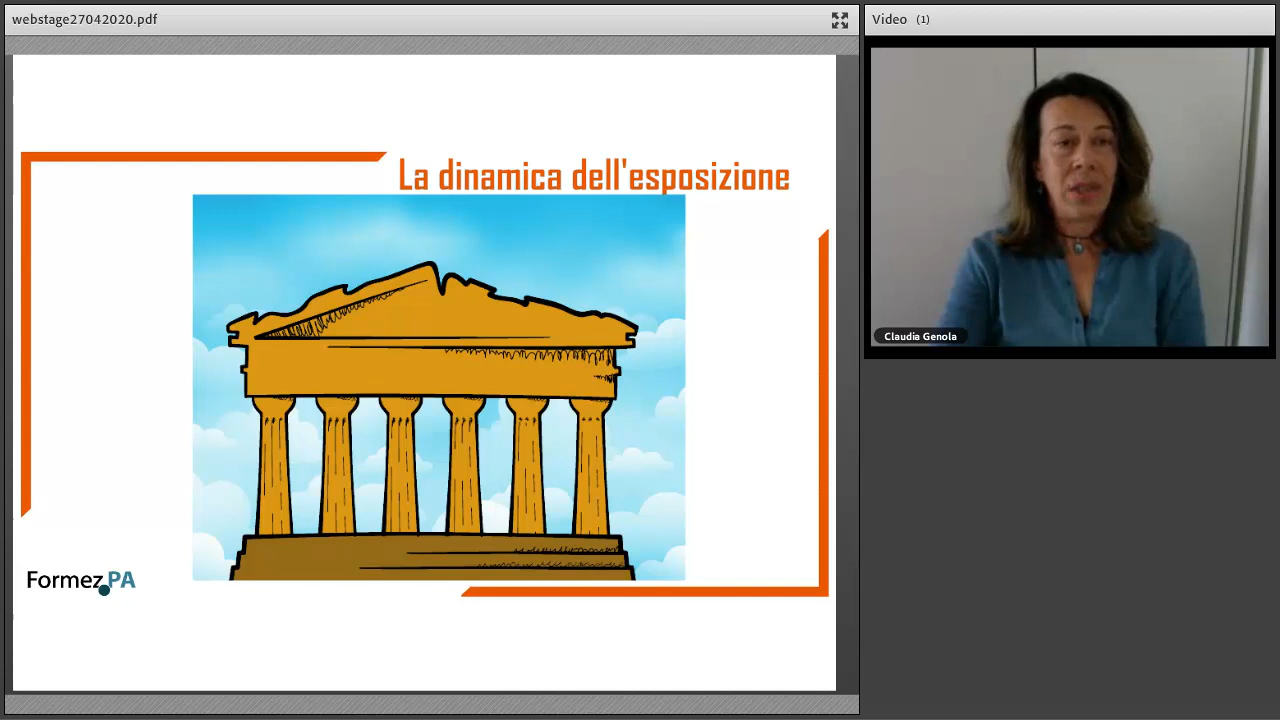 webstage27042020.pdf
Video (1)
La dinamica dell'esposizione
Claudia Genola
Formez PA